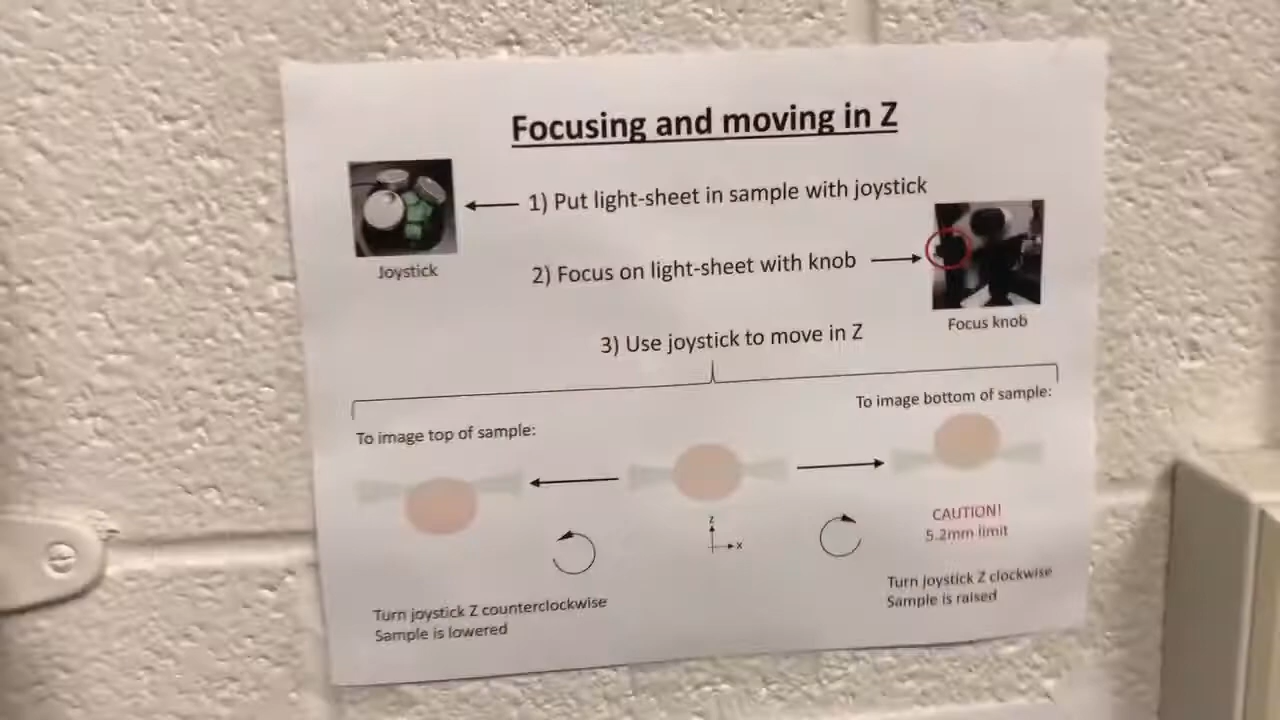 Focusing and moving in Z
1) Put light-sheet in sample with joystick
Joystick
2) Focus on light-sheet with knob
Focus knob
3) Use joystick to move in Z
To image top of sample:
To image bottom of sample:
z
x
CAUTION!
5.2mm limit
Turn joystick Z counterclockwise
Sample is lowered
Turn joystick Z clockwise
Sample is raised